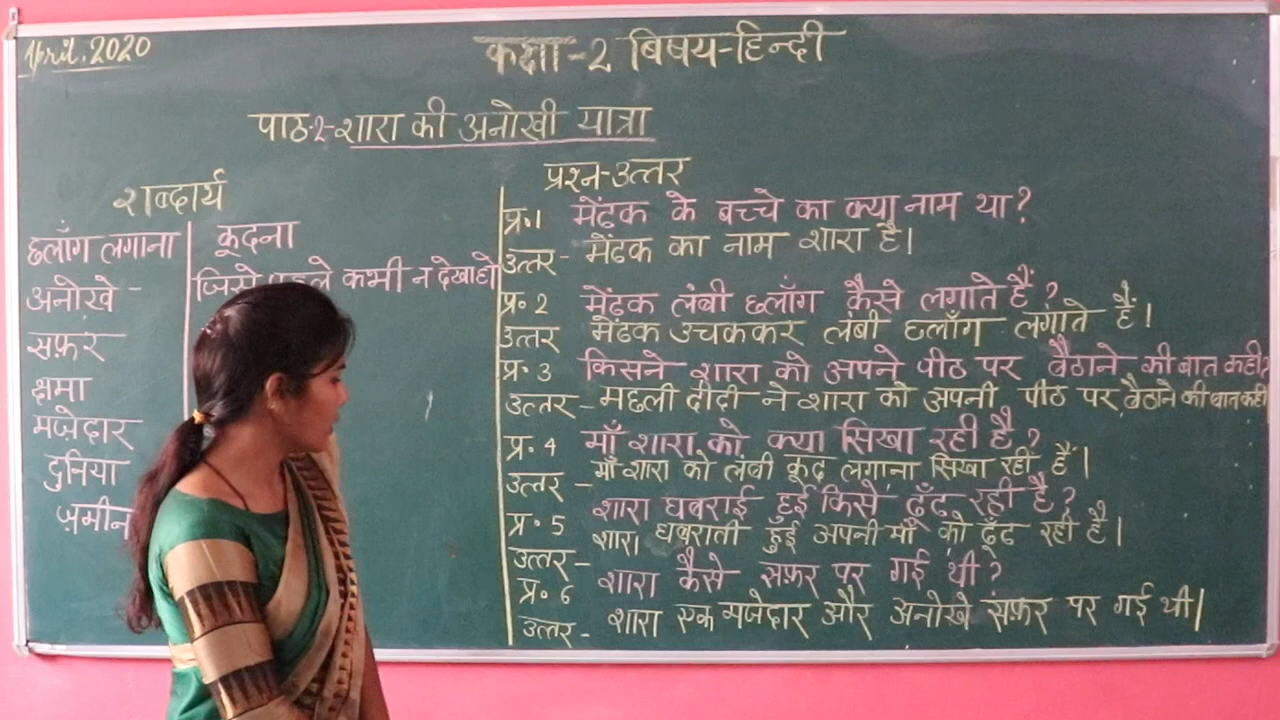 April, 2020
कक्षा-2 बिषय-हिन्दी
पाठ-2-शारा की अनोखी यात्रा
शब्दार्य
छलाँग लगाना कूदना
अनोखे - जिसे पहले कभी न देखा हो
सफ़र
क्षमा
मज़ेदार
दुनिया
ज़मीन
प्रश्न-उत्तर
प्र॰1 मेंढक के बच्चे का क्या नाम था?
उत्तर- मेंढक का नाम शारा है।
प्र॰ 2 मेंढक लंबी छलाँग कैसे लगाते हैं?
उत्तर मेंढक उचककर लंबी छलाँग लगाते हैं।
प्र॰ 3 किसने शारा को अपने पीठ पर बैठाने की बात कही?
उत्तर- मछली दीदी ने शारा को अपनी पीठ पर बैठाने की बात कही
प्र॰ 4 माँ शारा को क्या सिखा रही है?
उत्तर- माँ शारा को लंबी कूद लगाना सिखा रहीं हैं।
प्र॰ 5 शारा घबराई हुई किसे ढूँढ रही है?
उत्तर- शारा घबराती हुई अपनी माँ को ढूँढ रही है।
प्र॰ 6 शारा कैसे सफ़र पर गई थी?
उत्तर- शारा एक मजेदार और अनोखे सफ़र पर गई थी।